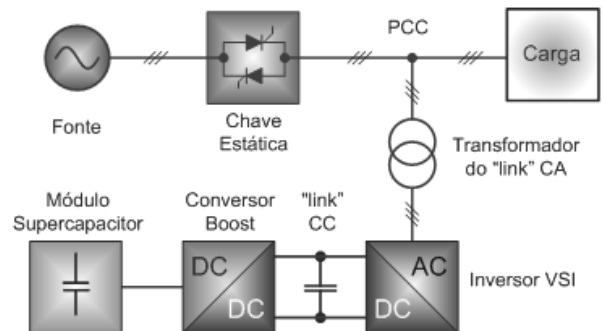 PCC
Carga
Fonte
Chave
Estática
Transformador
do "link" CA
Módulo
Supercapacitor
Conversor
Boost
"link"
CC
DC
DC
AC
DC
Inversor VSI